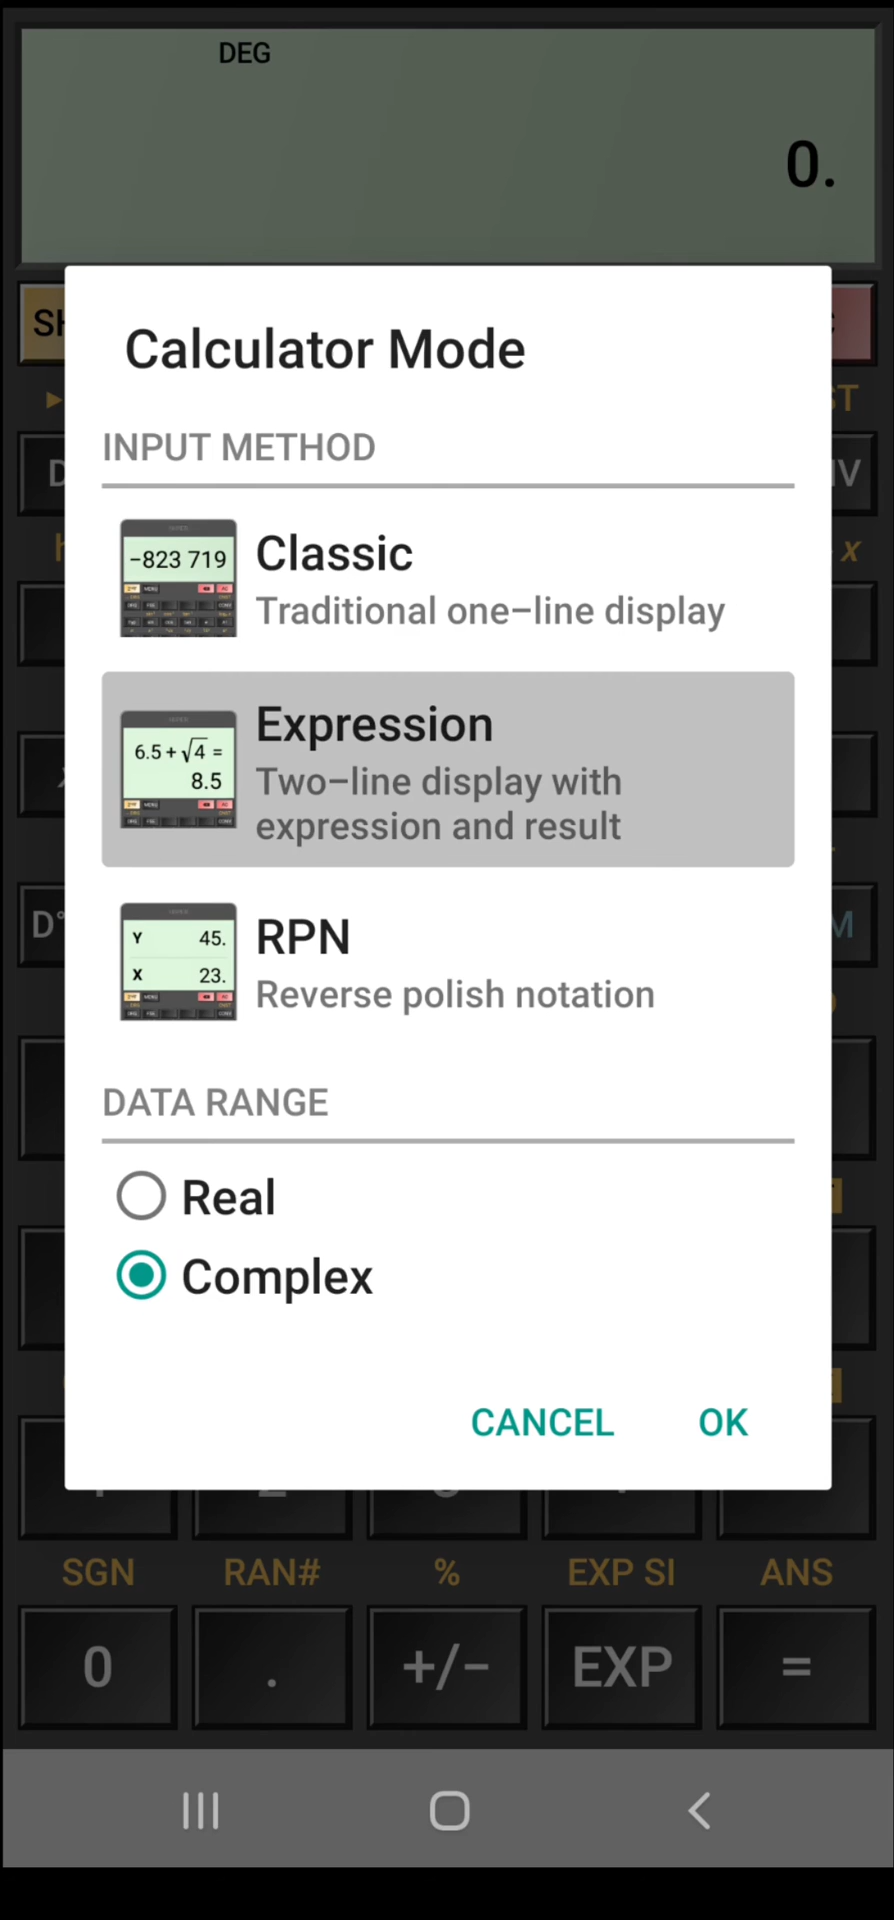 DEG
0.
Calculator Mode
INPUT METHOD
−823 719
Classic
Traditional one−line display
6.5 + √4 =
8.5
Expression
Two−line display with
expression and result
Y 45.
X 23.
RPN
Reverse polish notation
DATA RANGE
Real
Complex
CANCEL OK
SGN RAN# % EXP SI ANS
0 . +/− EXP =